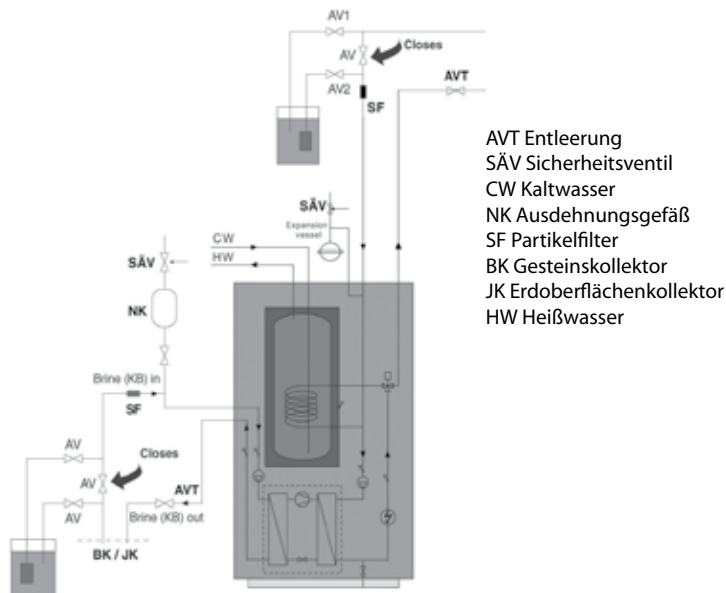 AV1
AV
Closes
AV2
SF
AVT
AVT Entleerung
SÄV Sicherheitsventil
CW Kaltwasser
NK Ausdehnungsgefäß
SF Partikelfilter
BK Gesteinskollektor
JK Erdoberflächenkollektor
HW Heißwasser
SÄV
Expansion
vessel
CW
HW
SÄV
NK
Brine (KB) in
SF
AV
Closes
AV
AVT
AV
Brine (KB) out
BK / JK